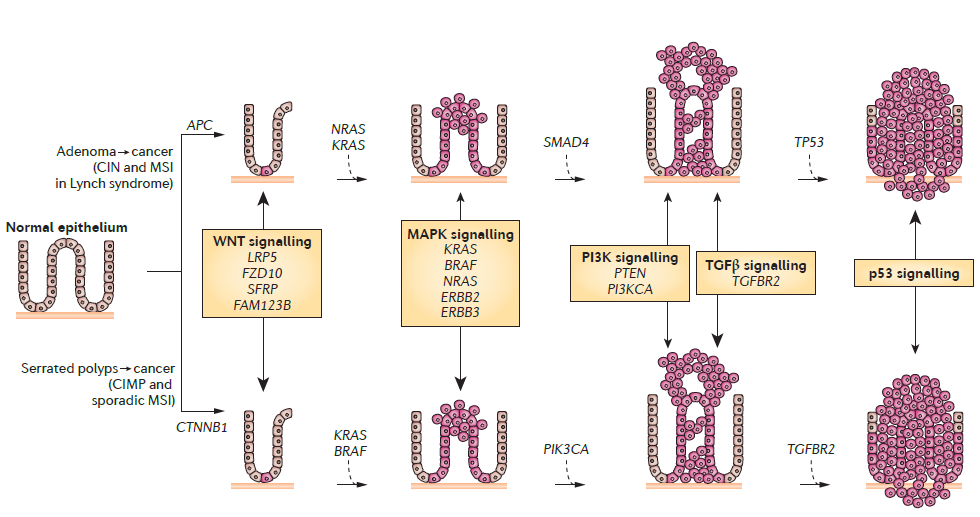 APC
NRAS
KRAS
SMAD4
TP53
Adenoma→cancer
(CIN and MSI
in Lynch syndrome)
Normal epithelium
WNT signalling
LRP5
FZD10
SFRP
FAM123B
MAPK signalling
KRAS
BRAF
NRAS
ERBB2
ERBB3
PI3K signalling
PTEN
PI3KCA
TGFβ signalling
TGFBR2
p53 signalling
Serrated polyps→cancer
(CIMP and
sporadic MSI)
CTNNB1
KRAS
BRAF
PIK3CA
TGFBR2